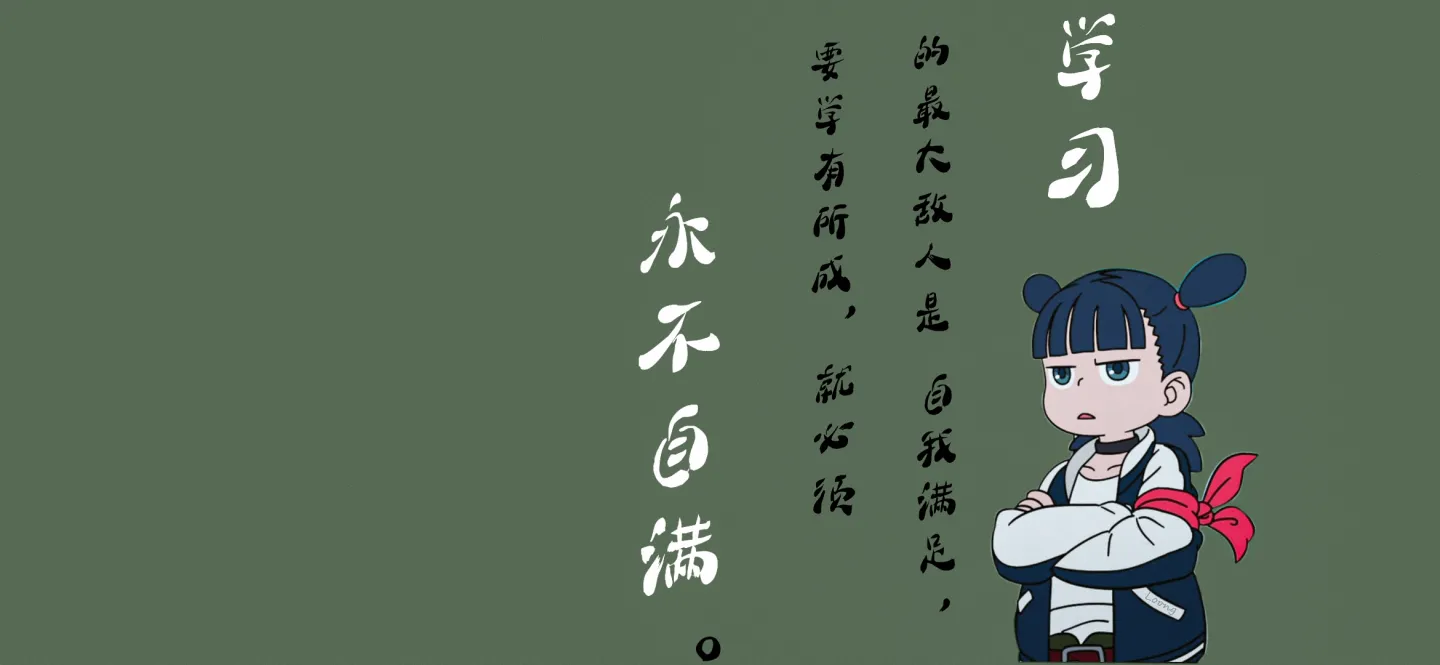 学习
的最大敌人是 自我满足，
要学有所成， 就必须
永不自满。
Loong